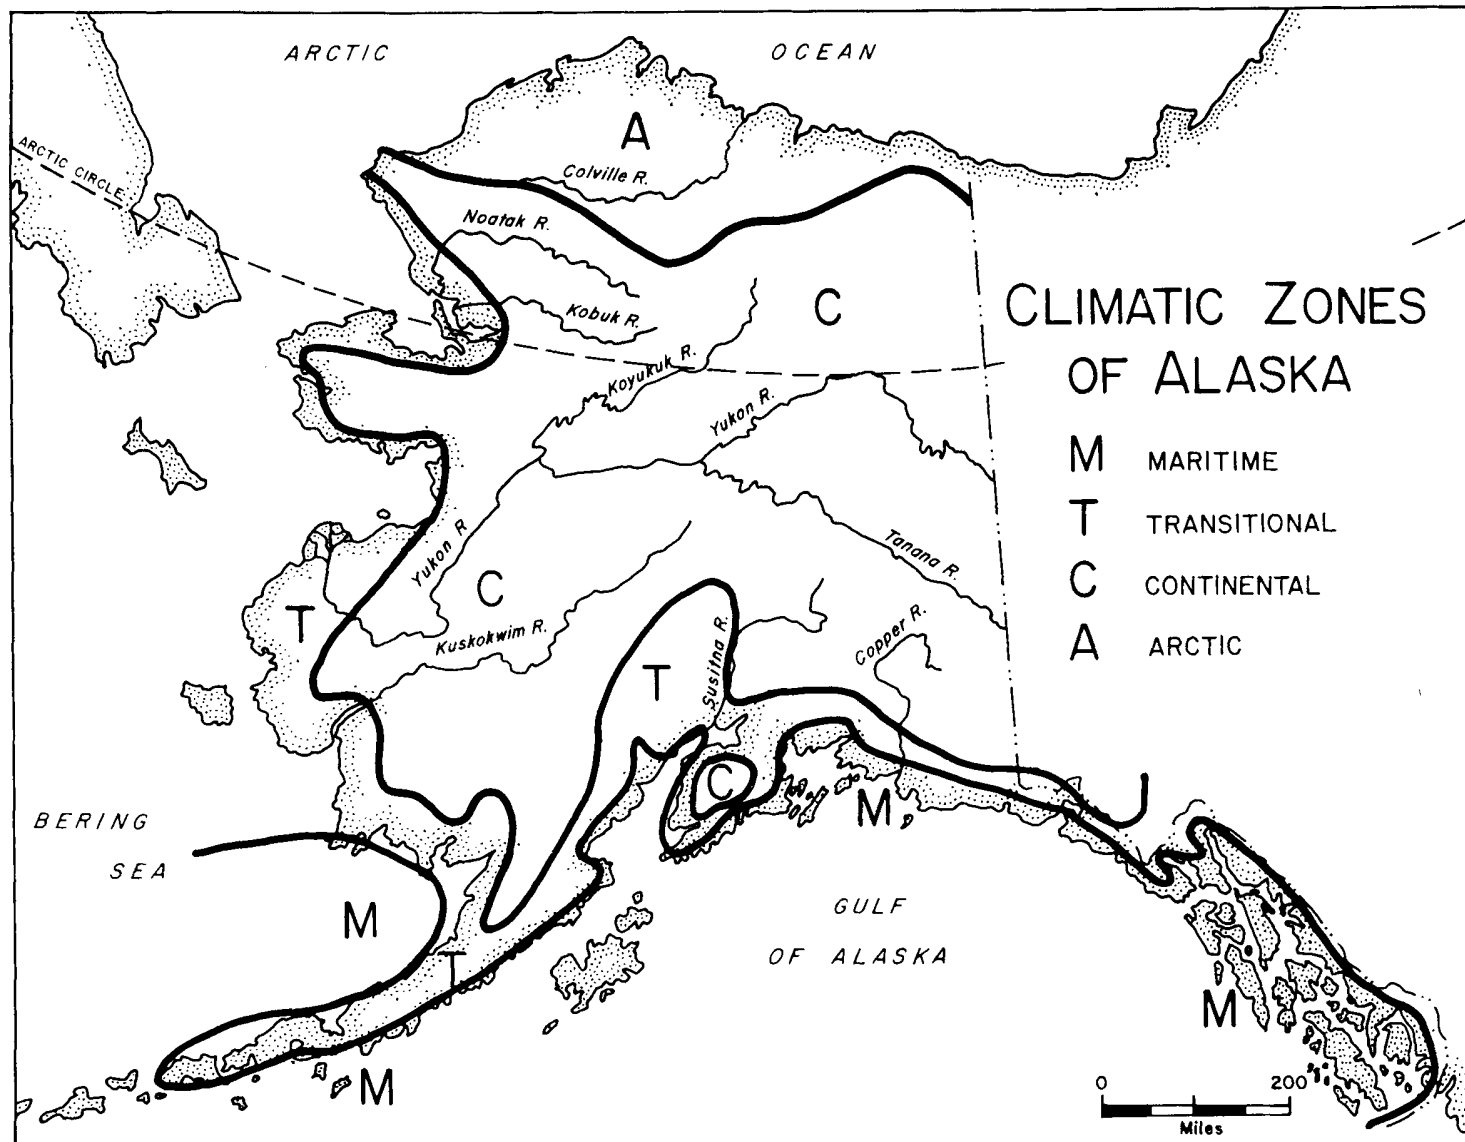 ARCTIC OCEAN
A
ARCTIC CIRCLE
Colville R.
Noatak R.
Kobuk R.
C
CLIMATIC ZONES
OF ALASKA
Koyukuk R.
Yukon R.
M MARITIME
T TRANSITIONAL
C CONTINENTAL
A ARCTIC
Yukon R
Tanana R.
C
T
Kuskokwim R.
Copper R.
Susitna R.
T
C
M
BERING
SEA
M
GULF
OF ALASKA
T
M
M
0 200
Miles